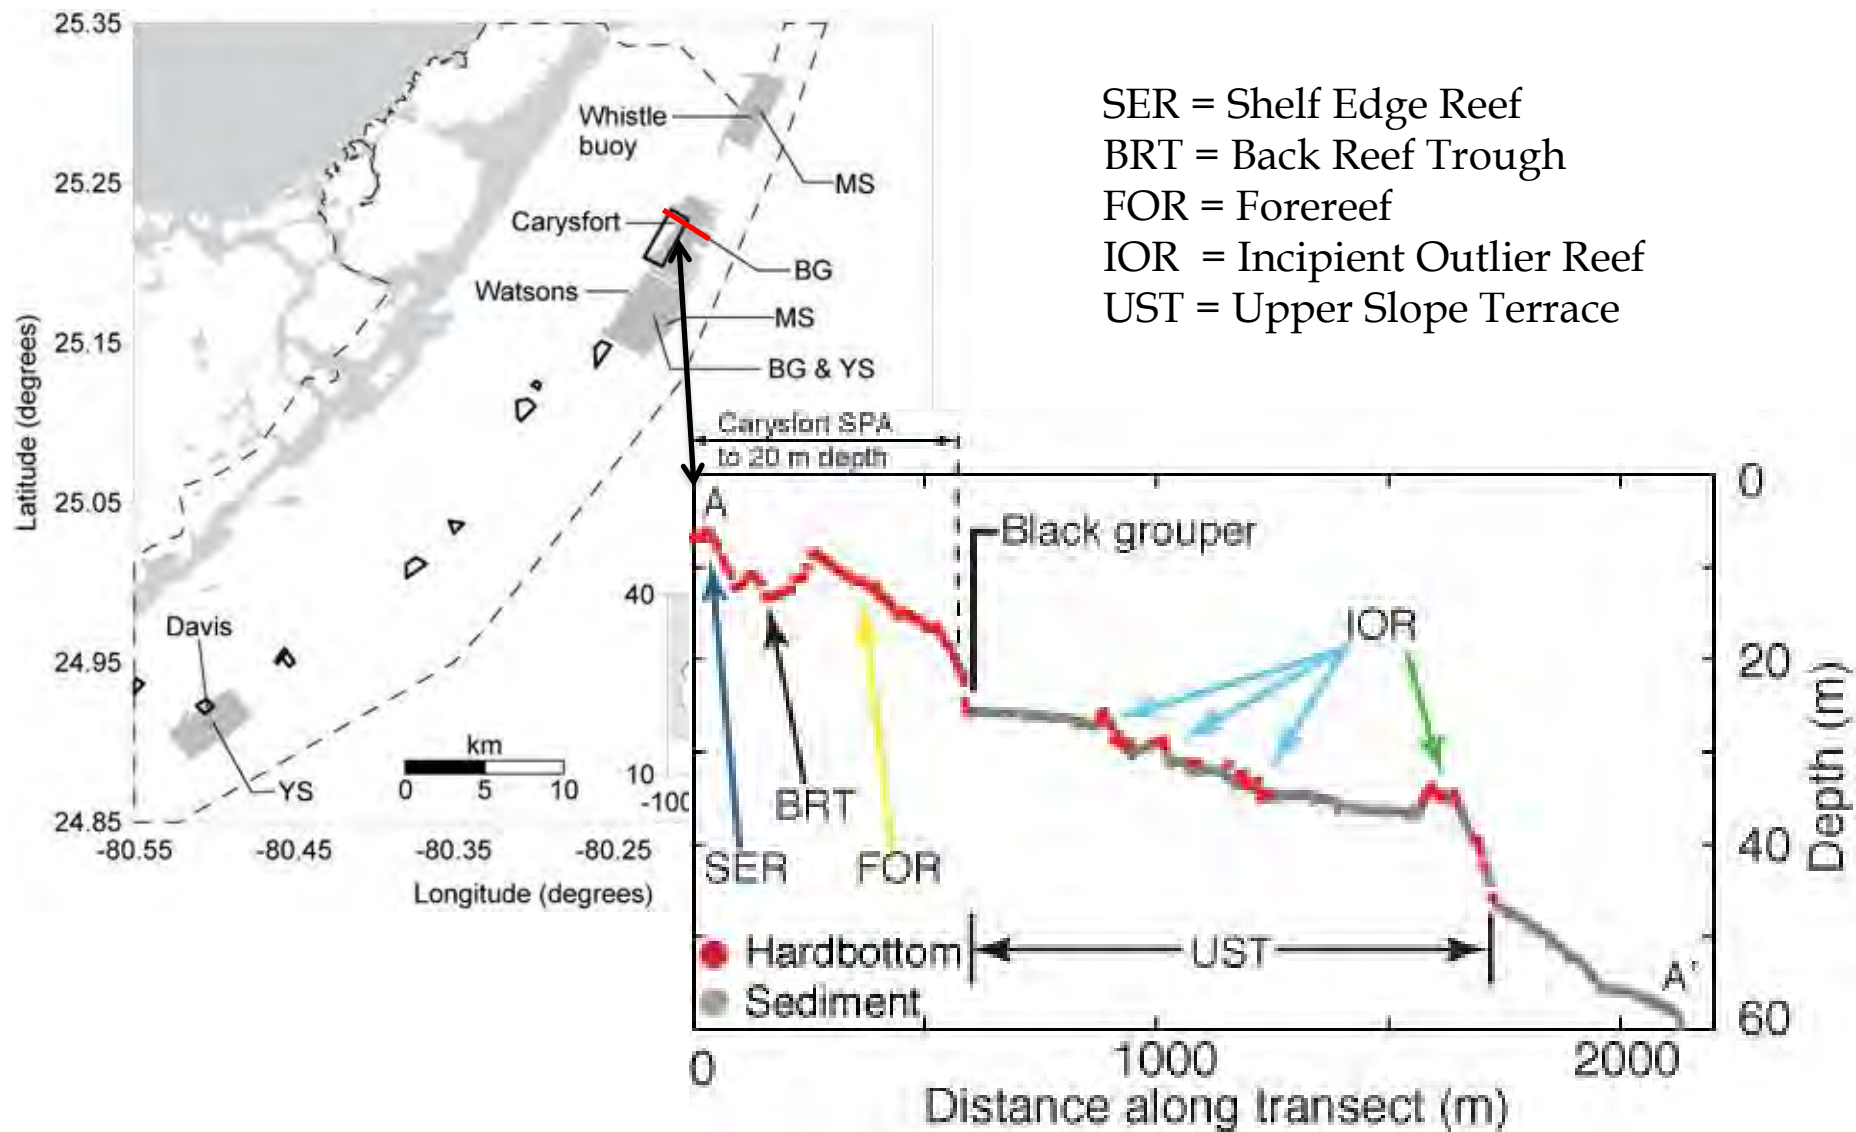 25.35
25.25
25.15
25.05
24.95
24.85
Latitude (degrees)
-80.55
-80.45
-80.35
-80.25
Longitude (degrees)
Whistle
buoy
MS
Carysfort
BG
Watsons
MS
BG & YS
Davis
YS
km
0
5
10
40
10
-100
SER = Shelf Edge Reef
BRT = Back Reef Trough
FOR = Forereef
IOR = Incipient Outlier Reef
UST = Upper Slope Terrace
Carysfort SPA
to 20 m depth
A
Black grouper
IOR
BRT
SER
FOR
UST
Hardbottom
Sediment
A'
0
20
40
60
Depth (m)
0
1000
2000
Distance along transect (m)